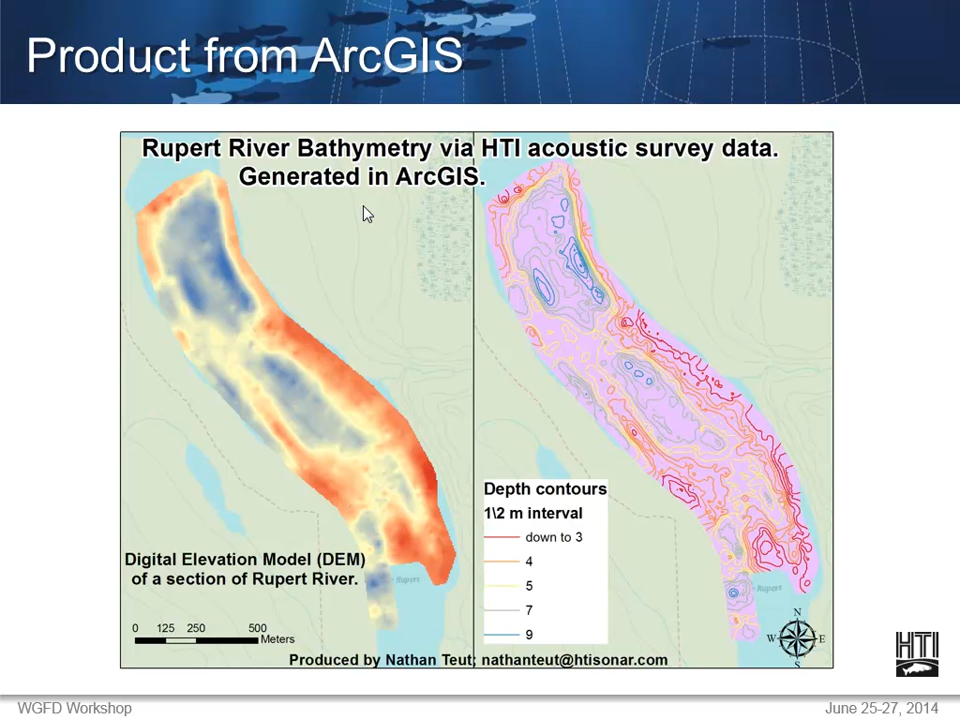 Product from ArcGIS
Rupert River Bathymetry via HTI acoustic survey data.
Generated in ArcGIS.
Depth contours
1\2 m interval
down to 3
4
5
7
9
Digital Elevation Model (DEM)
of a section of Rupert River.
Rupert
Rupert
0 125 250 500
Meters
N
W E
S
Produced by Nathan Teut; nathanteut@htisonar.com
HTI
WGFD Workshop
June 25-27, 2014